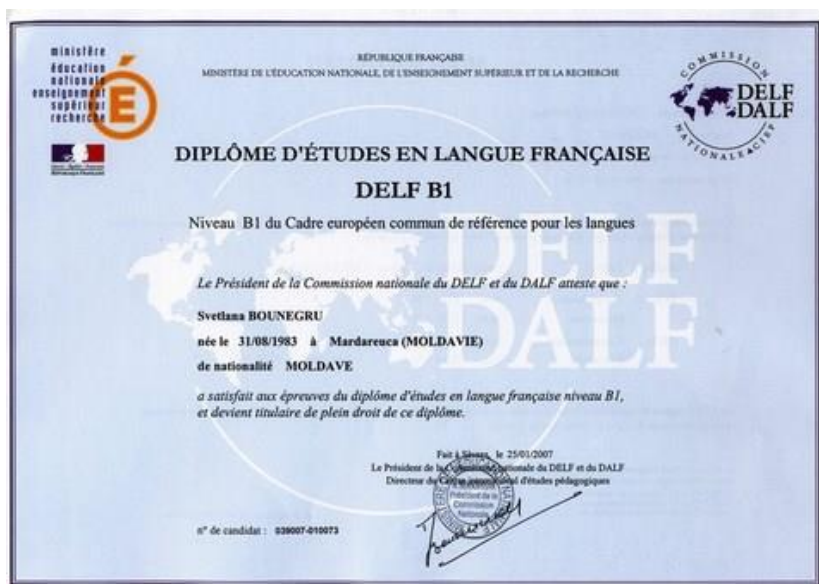 ministère
éducation
nationale
enseignement
supérieur
recherche
É
RÉPUBLIQUE FRANÇAISE
MINISTÈRE DE L'ÉDUCATION NATIONALE, DE L'ENSEIGNEMENT SUPÉRIEUR ET DE LA RECHERCHE
COMMISSION
DELF
DALF
NATIONALE CIEP
DIPLÔME D'ÉTUDES EN LANGUE FRANÇAISE
DELF B1
Niveau B1 du Cadre européen commun de référence pour les langues
DELF
DALF
Le Président de la Commission nationale du DELF et du DALF atteste que :
Svetlana BOUNEGRU
née le 31/08/1983 à Mardareuca (MOLDAVIE)
de nationalité MOLDAVE
a satisfait aux épreuves du diplôme d'études en langue française niveau B1,
et devient titulaire de plein droit de ce diplôme.
Fait à Sèvres, le 25/01/2007
Le Président de la Commission nationale du DELF et du DALF
Directeur du Centre international d'études pédagogiques
Président de la
Commission
Nationale
n° de candidat : 039007-010073